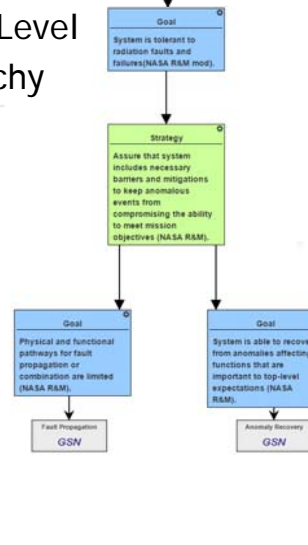 Level
chy
Goal
System is tolerant to
radiation faults and
failures(NASA R&M mod).
Strategy
Assure that system
includes necessary
barriers and mitigations
to keep anomalous
events from
compromising the ability
to meet mission
objectives (NASA R&M).
Goal
Physical and functional
pathways for fault
propagation or
combination are limited
(NASA R&M).
Fault Propagation
GSN
Goal
System is able to recove
from anomalies affecting
functions that are
important to top-level
expectations (NASA
R&M).
Anomaly Recovery
GSN